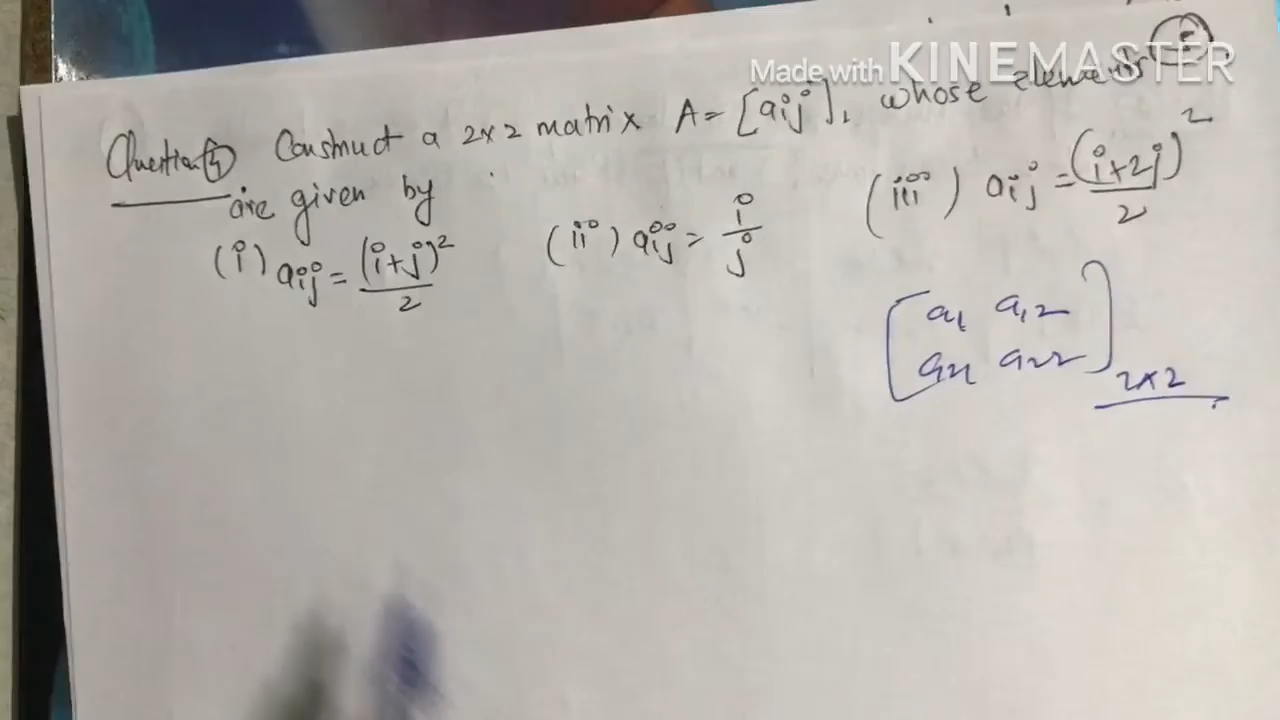 Made with KINEMASTER
Question 4 Construct a 2×2 matrix A = [aij], whose elements
are given by
(i) aij = (i+j)²/2 (ii) aij = i/j (iii) aij = (i+2j)²/2
[a11 a12
a21 a22] 2×2